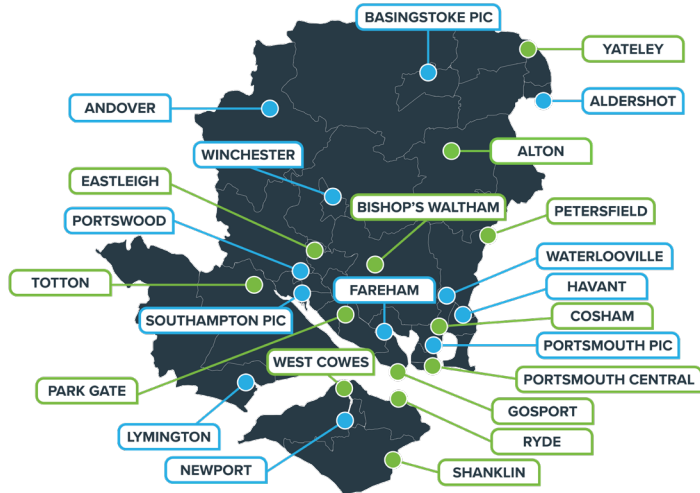 BASINGSTOKE PIC
YATELEY
ANDOVER
ALDERSHOT
WINCHESTER
ALTON
EASTLEIGH
BISHOP'S WALTHAM
PETERSFIELD
PORTSWOOD
WATERLOOVILLE
TOTTON
FAREHAM
HAVANT
SOUTHAMPTON PIC
COSHAM
PORTSMOUTH PIC
WEST COWES
PARK GATE
PORTSMOUTH CENTRAL
GOSPORT
LYMINGTON
RYDE
NEWPORT
SHANKLIN